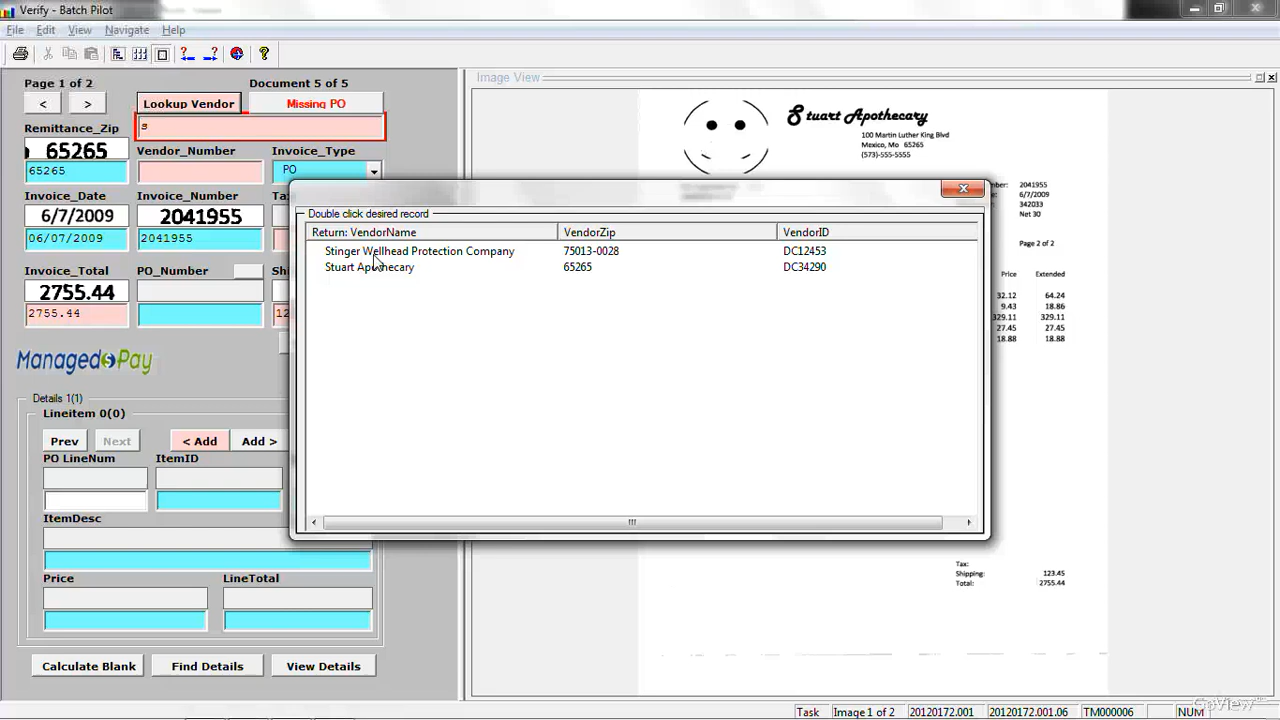 Verify - Batch Pilot
File Edit View Navigate Help
Page 1 of 2
Document 5 of 5
< >
Lookup Vendor
Missing PO
s
Remittance_Zip
65265
65265
Vendor_Number
Invoice_Type
PO
Invoice_Date
6/7/2009
06/07/2009
Invoice_Number
2041955
2041955
Invoice_Total
2755.44
2755.44
PO_Number
Managed Pay
Details 1(1)
Lineitem 0(0)
Prev Next < Add Add >
PO LineNum
ItemID
ItemDesc
Price
LineTotal
Calculate Blank
Find Details
View Details
Double click desired record
Return: VendorName VendorZip VendorID
Stinger Wellhead Protection Company 75013-0028 DC12453
Stuart Apothecary 65265 DC34290
Image View
Stuart Apothecary
100 Martin Luther King Blvd
Mexico, Mo 65265
(573)-555-5555
2041955
6/7/2009
342033
Net 30
Page 2 of 2
Price Extended
32.12 64.24
9.43 18.86
329.11 329.11
27.45 27.45
18.88 18.88
Tax:
Shipping: 123.45
Total: 2755.44
GoView
Task Image 1 of 2 20120172.001 20120172.001.06 TM000006 NUM